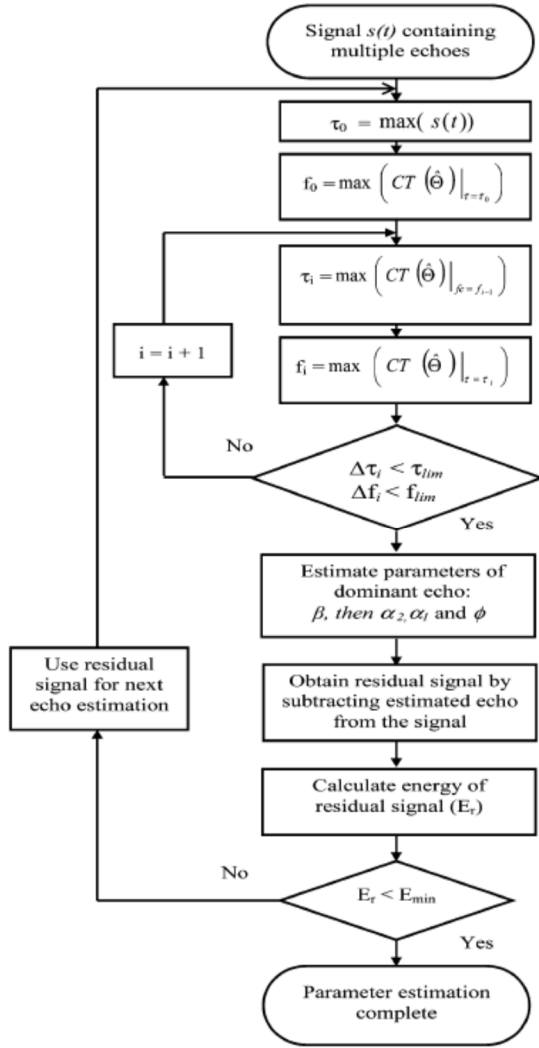 Signal s(t) containing
multiple echoes
τ₀ = max( s(t))
f₀ = max ( CT (Θ̂) |τ=τ₀ )
τᵢ = max ( CT (Θ̂) |fc=fᵢ₋₁ )
i = i + 1
fᵢ = max ( CT (Θ̂) |τ=τᵢ )
No
Δτᵢ < τlim
Δfᵢ < flim
Yes
Estimate parameters of
dominant echo:
β, then α₂, α₁ and ϕ
Use residual
signal for next
echo estimation
Obtain residual signal by
subtracting estimated echo
from the signal
Calculate energy of
residual signal (Eᵣ)
No
Eᵣ < Emin
Yes
Parameter estimation
complete